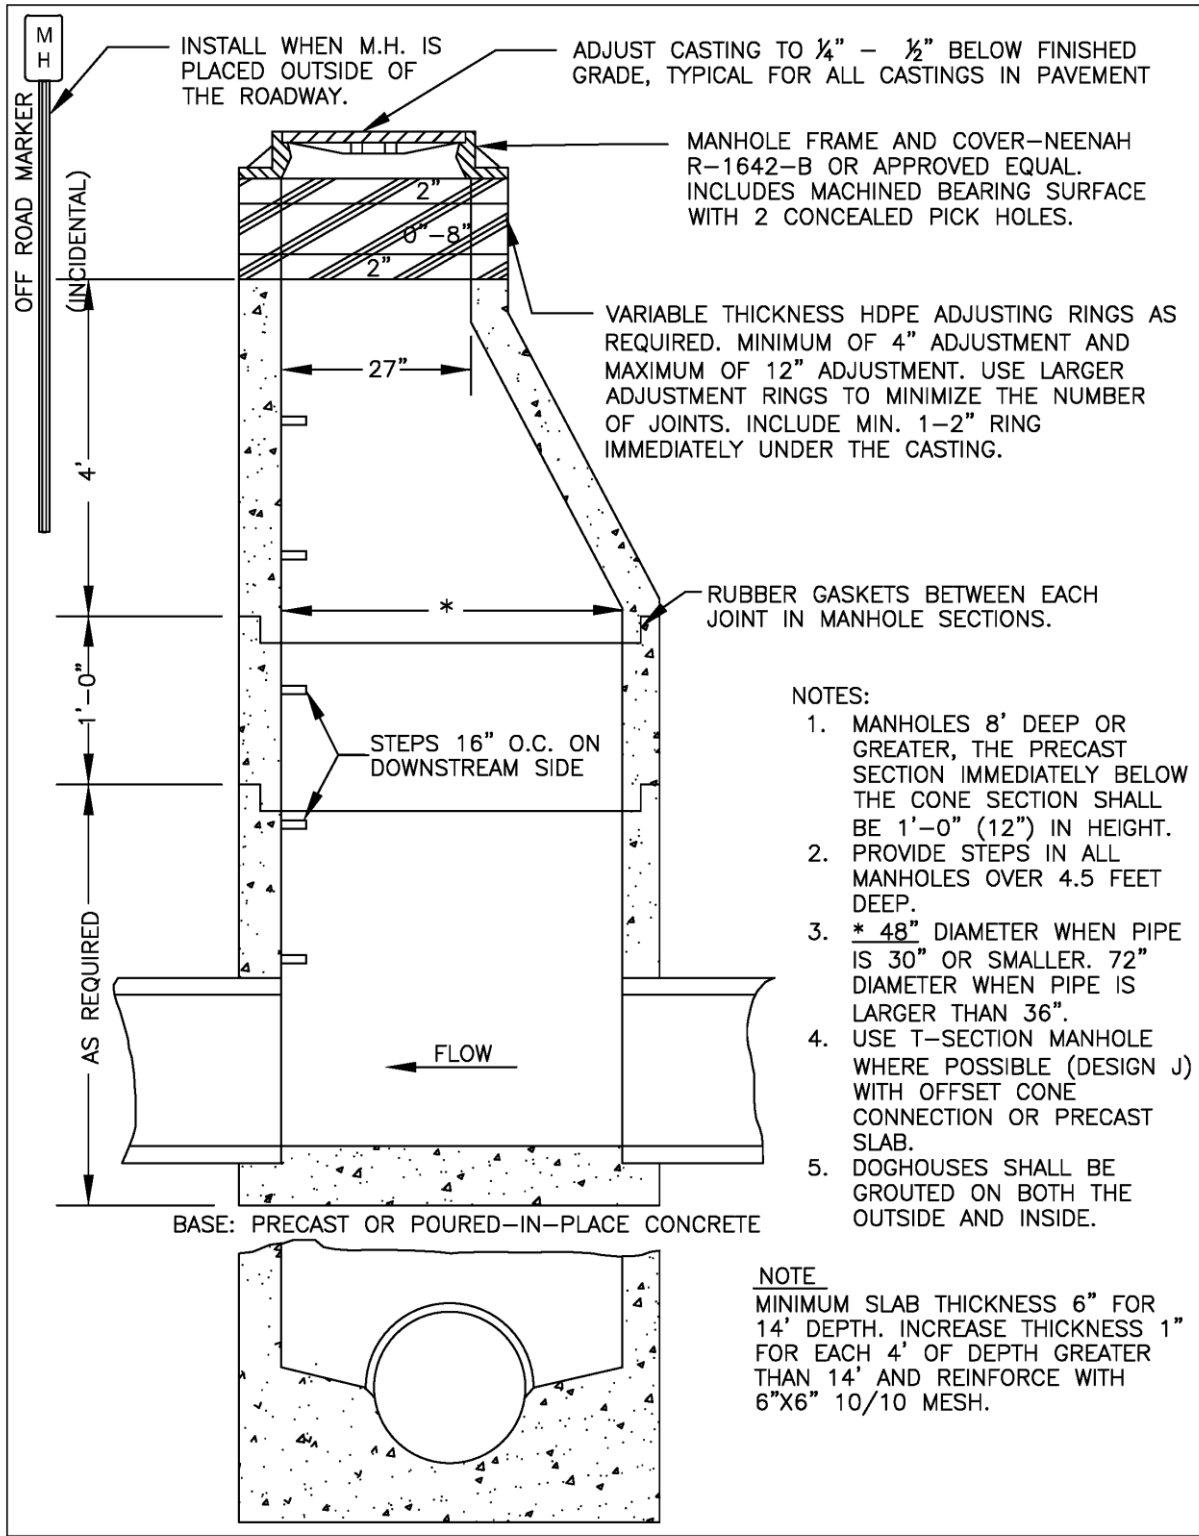 M
H
INSTALL WHEN M.H. IS
PLACED OUTSIDE OF
THE ROADWAY.
ADJUST CASTING TO ¼" – ½" BELOW FINISHED
GRADE, TYPICAL FOR ALL CASTINGS IN PAVEMENT
OFF ROAD MARKER
(INCIDENTAL)
MANHOLE FRAME AND COVER–NEENAH
R–1642–B OR APPROVED EQUAL.
INCLUDES MACHINED BEARING SURFACE
WITH 2 CONCEALED PICK HOLES.
2"
0"–8"
2"
VARIABLE THICKNESS HDPE ADJUSTING RINGS AS
REQUIRED. MINIMUM OF 4" ADJUSTMENT AND
MAXIMUM OF 12" ADJUSTMENT. USE LARGER
ADJUSTMENT RINGS TO MINIMIZE THE NUMBER
OF JOINTS. INCLUDE MIN. 1–2" RING
IMMEDIATELY UNDER THE CASTING.
27"
4'
*
RUBBER GASKETS BETWEEN EACH
JOINT IN MANHOLE SECTIONS.
1'–0"
STEPS 16" O.C. ON
DOWNSTREAM SIDE
AS REQUIRED
FLOW
BASE: PRECAST OR POURED–IN–PLACE CONCRETE
NOTES:
1. MANHOLES 8' DEEP OR
GREATER, THE PRECAST
SECTION IMMEDIATELY BELOW
THE CONE SECTION SHALL
BE 1'–0" (12") IN HEIGHT.
2. PROVIDE STEPS IN ALL
MANHOLES OVER 4.5 FEET
DEEP.
3. * 48" DIAMETER WHEN PIPE
IS 30" OR SMALLER. 72"
DIAMETER WHEN PIPE IS
LARGER THAN 36".
4. USE T–SECTION MANHOLE
WHERE POSSIBLE (DESIGN J)
WITH OFFSET CONE
CONNECTION OR PRECAST
SLAB.
5. DOGHOUSES SHALL BE
GROUTED ON BOTH THE
OUTSIDE AND INSIDE.
NOTE
MINIMUM SLAB THICKNESS 6" FOR
14' DEPTH. INCREASE THICKNESS 1"
FOR EACH 4' OF DEPTH GREATER
THAN 14' AND REINFORCE WITH
6"X6" 10/10 MESH.